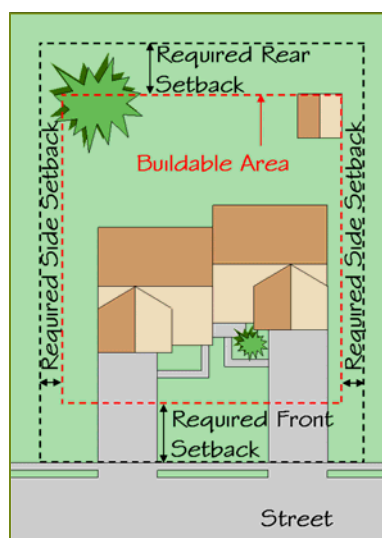 Required Rear
Setback
Buildable Area
Required Side Setback
Required Side Setback
Required Front
Setback
Street